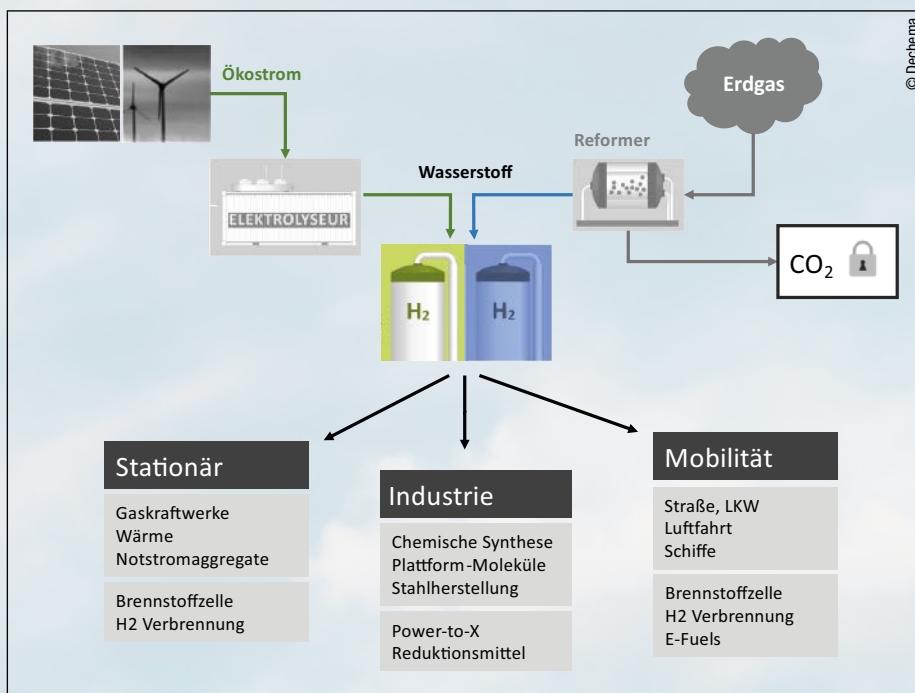 © Dechema
Ökostrom
Erdgas
Reformer
Wasserstoff
ELEKTROLYSEUR
CO₂
H₂
H₂
Stationär
Gaskraftwerke
Wärme
Notstromaggregate
Brennstoffzelle
H2 Verbrennung
Industrie
Chemische Synthese
Plattform-Moleküle
Stahlherstellung
Power-to-X
Reduktionsmittel
Mobilität
Straße, LKW
Luftfahrt
Schiffe
Brennstoffzelle
H2 Verbrennung
E-Fuels